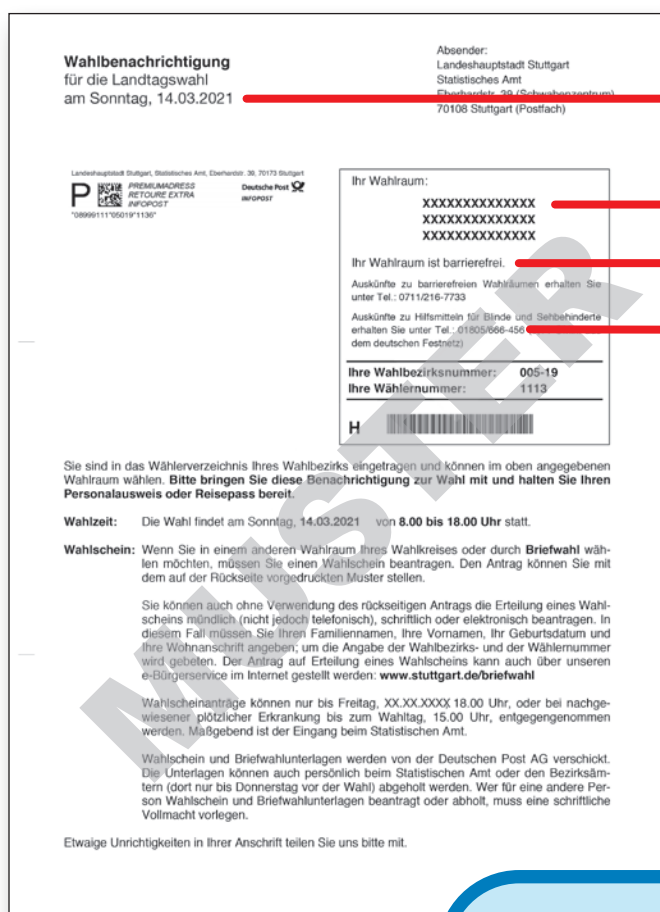 Wahlbenachrichtigung
für die Landtagswahl
am Sonntag, 14.03.2021
Absender:
Landeshauptstadt Stuttgart
Statistisches Amt
Eberhardstr. 39 (Schwabenzentrum)
70108 Stuttgart (Postfach)
Landeshauptstadt Stuttgart, Statistisches Amt, Eberhardstr. 39, 70173 Stuttgart
P PREMIUMADRESS
RETOURE EXTRA
INFOPOST
Deutsche Post
INFOPOST
*08999111*05019*1136*
Ihr Wahlraum:
XXXXXXXXXXXXXX
XXXXXXXXXXXXXX
XXXXXXXXXXXXXX
Ihr Wahlraum ist barrierefrei.
Auskünfte zu barrierefreien Wahlräumen erhalten Sie
unter Tel.: 0711/216-7733
Auskünfte zu Hilfsmitteln für Blinde und Sehbehinderte
erhalten Sie unter Tel.: 01805/666-456
dem deutschen Festnetz)
Ihre Wahlbezirksnummer: 005-19
Ihre Wählernummer: 1113
H
Sie sind in das Wählerverzeichnis Ihres Wahlbezirks eingetragen und können im oben angegebenen
Wahlraum wählen. Bitte bringen Sie diese Benachrichtigung zur Wahl mit und halten Sie Ihren
Personalausweis oder Reisepass bereit.
Wahlzeit: Die Wahl findet am Sonntag, 14.03.2021 von 8.00 bis 18.00 Uhr statt.
Wahlschein: Wenn Sie in einem anderen Wahlraum Ihres Wahlkreises oder durch Briefwahl wäh-
len möchten, müssen Sie einen Wahlschein beantragen. Den Antrag können Sie mit
dem auf der Rückseite vorgedruckten Muster stellen.
Sie können auch ohne Verwendung des rückseitigen Antrags die Erteilung eines Wahl-
scheins mündlich (nicht jedoch telefonisch), schriftlich oder elektronisch beantragen. In
diesem Fall müssen Sie Ihren Familiennamen, Ihre Vornamen, Ihr Geburtsdatum und
Ihre Wohnanschrift angeben; um die Angabe der Wahlbezirks- und der Wählernummer
wird gebeten. Der Antrag auf Erteilung eines Wahlscheins kann auch über unseren
e-Bürgerservice im Internet gestellt werden: www.stuttgart.de/briefwahl
Wahlscheinanträge können nur bis Freitag, XX.XX.XXXX 18.00 Uhr, oder bei nachge-
wiesener plötzlicher Erkrankung bis zum Wahltag, 15.00 Uhr, entgegengenommen
werden. Maßgebend ist der Eingang beim Statistischen Amt.
Wahlschein und Briefwahlunterlagen werden von der Deutschen Post AG verschickt.
Die Unterlagen können auch persönlich beim Statistischen Amt oder den Bezirksäm-
tern (dort nur bis Donnerstag vor der Wahl) abgeholt werden. Wer für eine andere Per-
son Wahlschein und Briefwahlunterlagen beantragt oder abholt, muss eine schriftliche
Vollmacht vorlegen.
Etwaige Unrichtigkeiten in Ihrer Anschrift teilen Sie uns bitte mit.
MUSTER